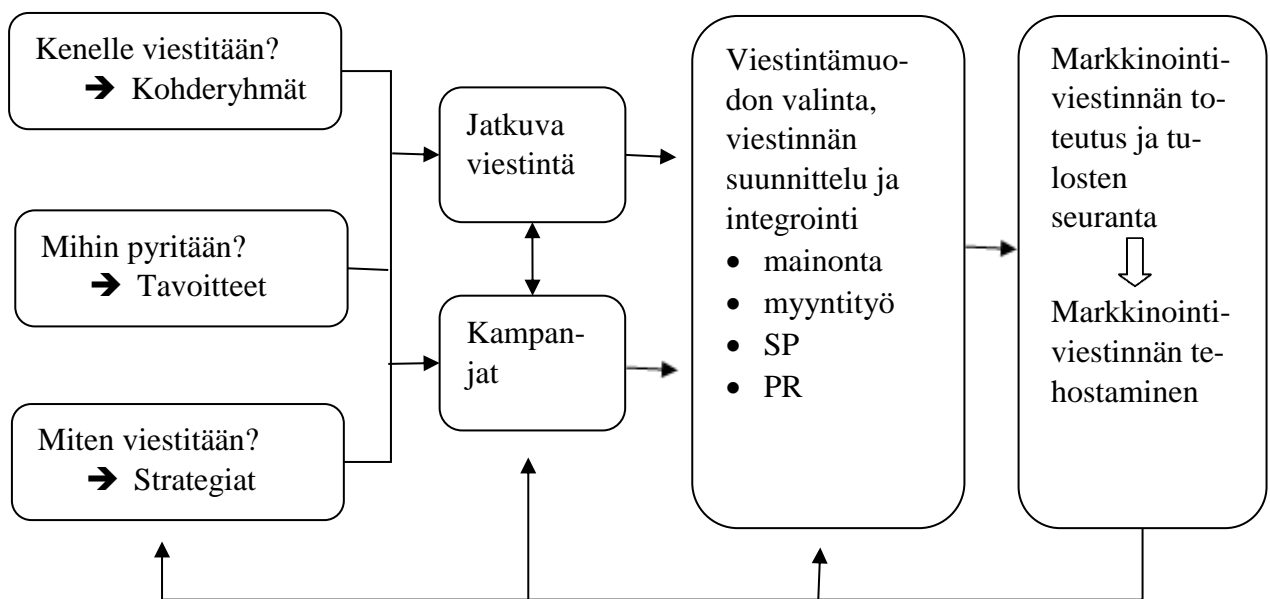 Kenelle viestitään?
➔ Kohderyhmät
Mihin pyritään?
➔ Tavoitteet
Miten viestitään?
➔ Strategiat
Jatkuva
viestintä
Kampan-
jat
Viestintämuo-
don valinta,
viestinnän
suunnittelu ja
integrointi
• mainonta
• myyntityö
• SP
• PR
Markkinointi-
viestinnän to-
teutus ja tu-
losten
seuranta
Markkinointi-
viestinnän te-
hostaminen